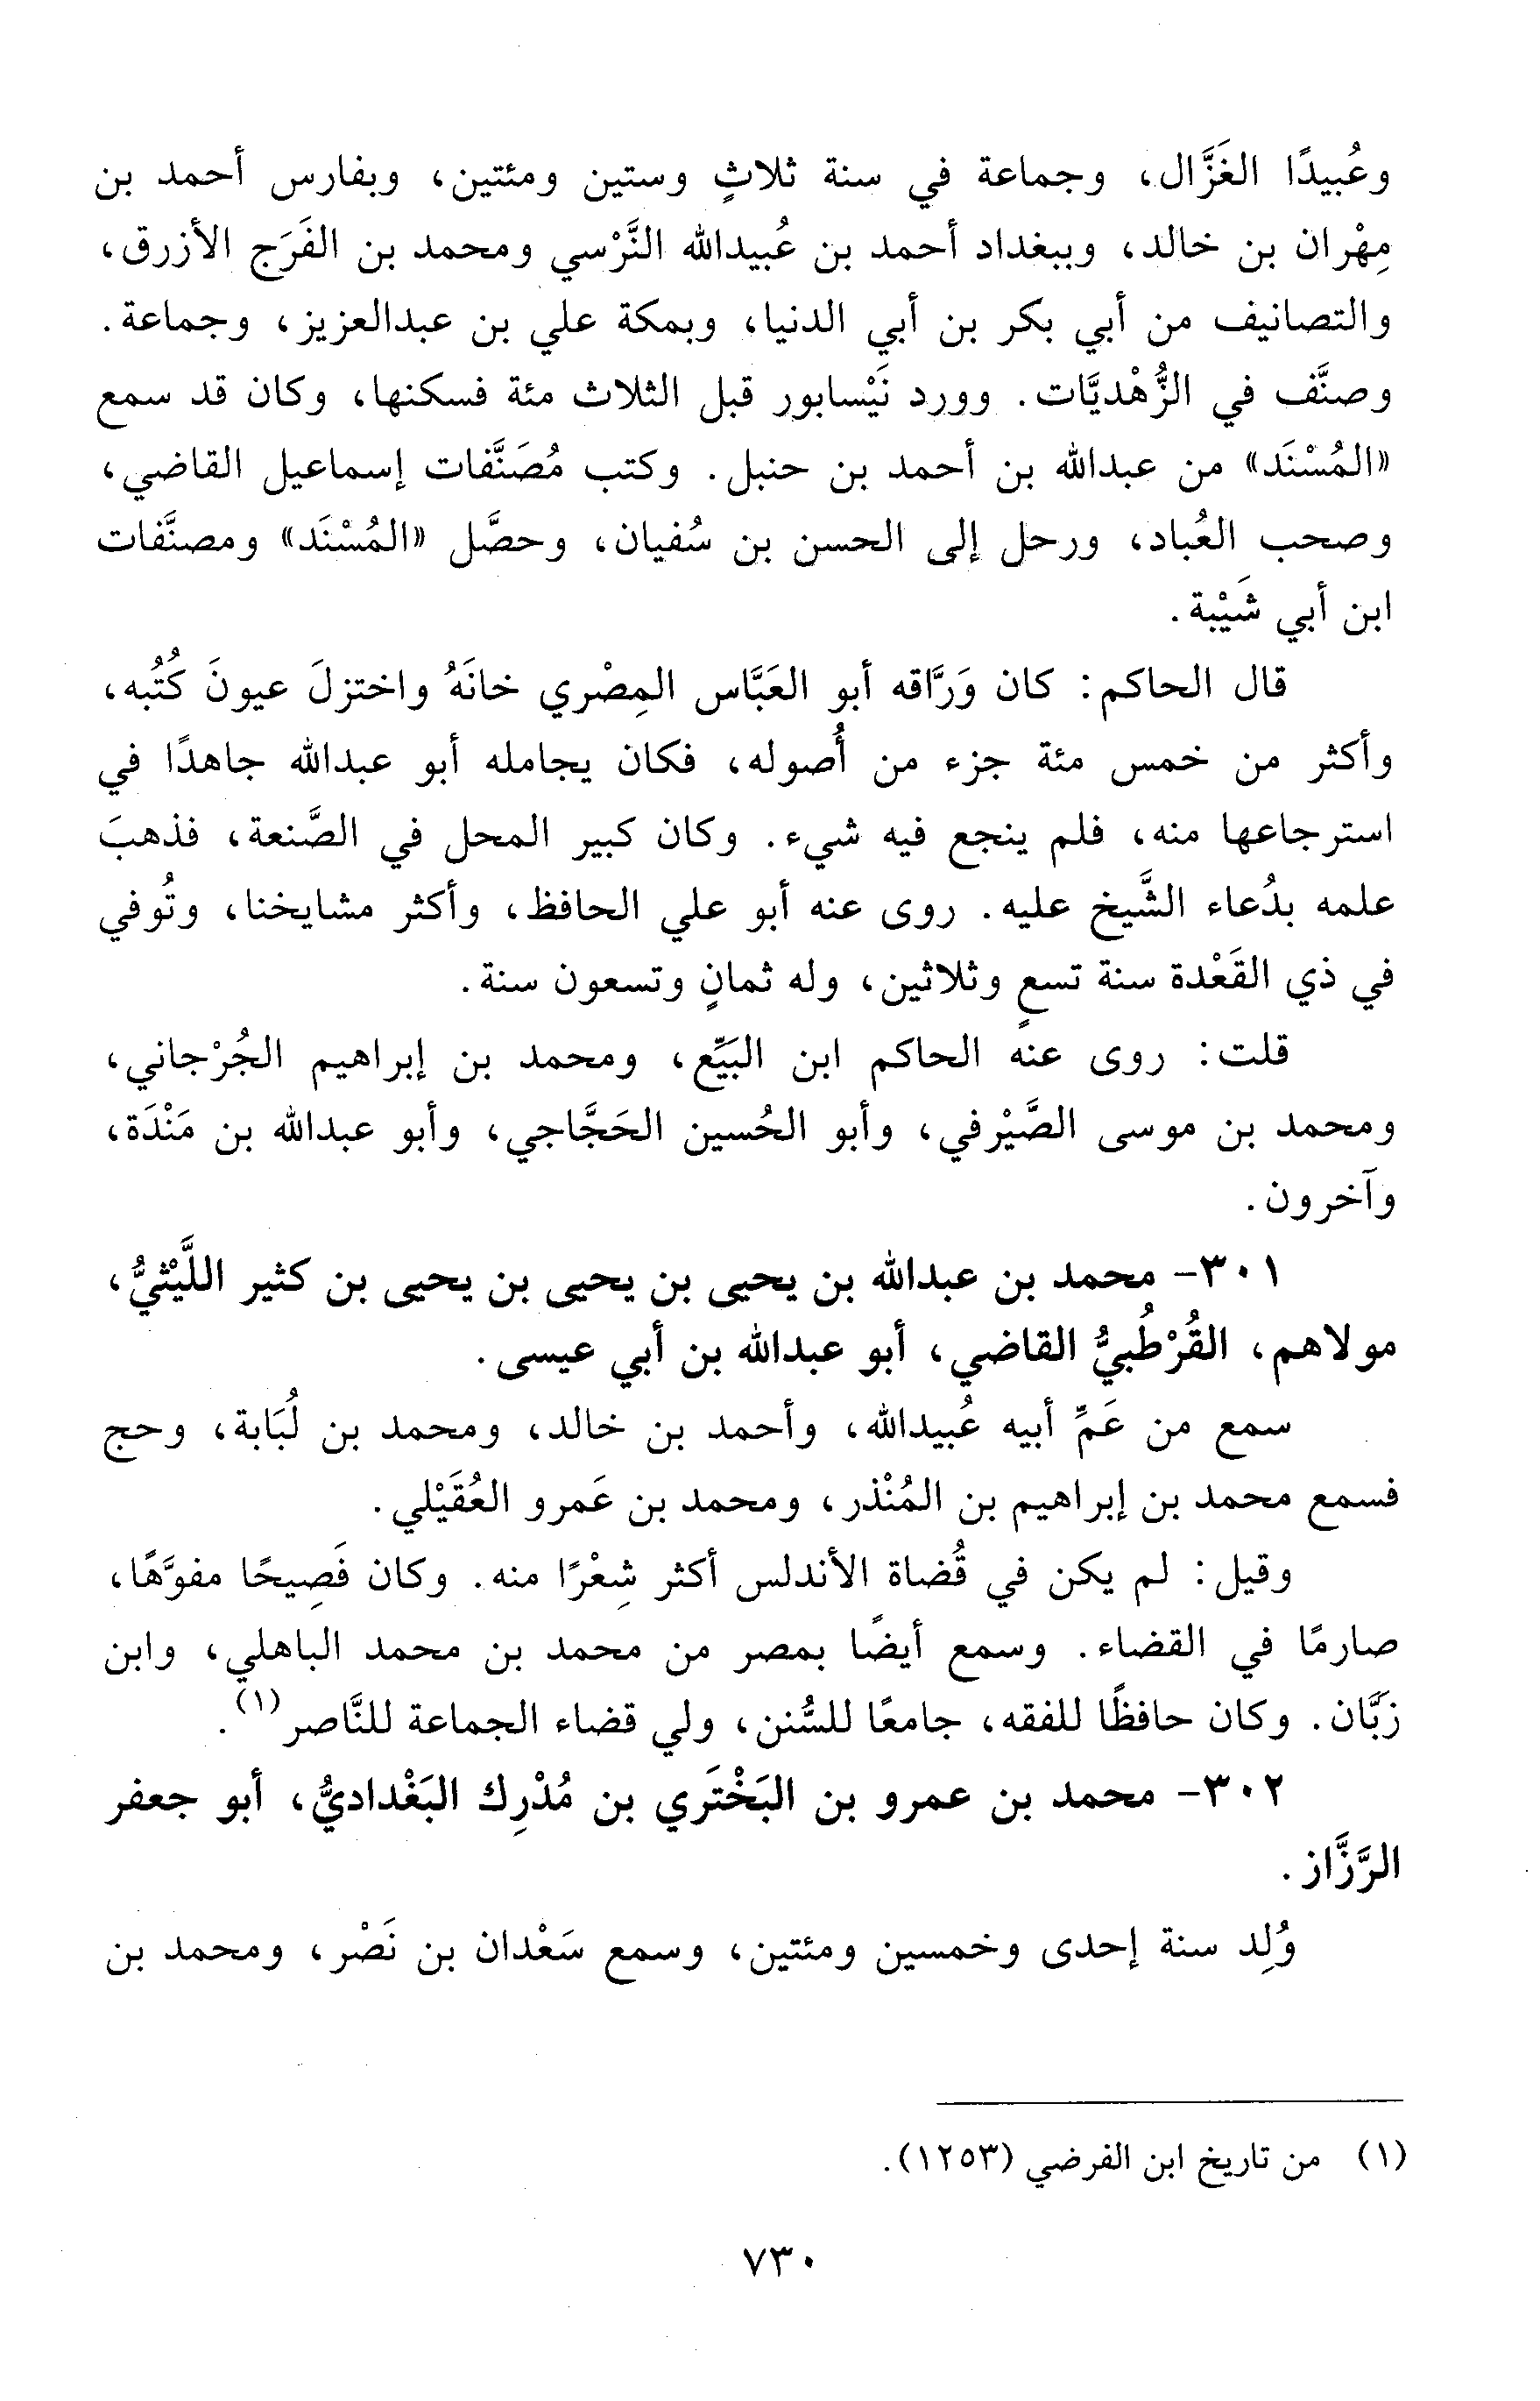 وعُبيدًا الغَزَّال، وجماعة في سنة ثلاثٍ وستين ومئتين، وبفارس أحمد بن
مِهْران بن خالد، وببغداد أحمد بن عُبيدالله النَّرْسي ومحمد بن الفَرَج الأزرق،
والتصانيف من أبي بكر بن أبي الدنيا، وبمكة علي بن عبدالعزيز، وجماعة.
وصنَّف في الزُّهْديَّات. وورد نَيْسابور قبل الثلاث مئة فسكنها، وكان قد سمع
«المُسْنَد» من عبدالله بن أحمد بن حنبل. وكتب مُصَنَّفات إسماعيل القاضي،
وصحب العُباد، ورحل إلى الحسن بن سُفيان، وحصَّل «المُسْنَد» ومصنَّفات
ابن أبي شَيْبة.
قال الحاكم: كان وَرَّاقه أبو العَبَّاس المِصْري خانَهُ واختزلَ عيونَ كُتُبه،
وأكثر من خمس مئة جزء من أُصوله، فكان يجامله أبو عبدالله جاهدًا في
استرجاعها منه، فلم ينجع فيه شيء. وكان كبير المحل في الصَّنعة، فذهبَ
علمه بدُعاء الشَّيخ عليه. روى عنه أبو علي الحافظ، وأكثر مشايخنا، وتُوفي
في ذي القَعْدة سنة تسعٍ وثلاثين، وله ثمانٍ وتسعون سنة.
قلت: روى عنه الحاكم ابن البَيِّع، ومحمد بن إبراهيم الجُرْجاني،
ومحمد بن موسى الصَّيْرفي، وأبو الحُسين الحَجَّاجي، وأبو عبدالله بن مَنْدَة،
وآخرون.
٣٠١- محمد بن عبدالله بن يحيى بن يحيى بن يحيى بن كثير اللَّيْثيُّ،
مولاهم، القُرْطُبيُّ القاضي، أبو عبدالله بن أبي عيسى.
سمع من عَمِّ أبيه عُبيدالله، وأحمد بن خالد، ومحمد بن لُبَابة، وحج
فسمع محمد بن إبراهيم بن المُنْذر، ومحمد بن عَمرو العُقَيْلي.
وقيل: لم يكن في قُضاة الأندلس أكثر شِعْرًا منه. وكان فَصِيحًا مفوَّهًا،
صارمًا في القضاء. وسمع أيضًا بمصر من محمد بن محمد الباهلي، وابن
زَبَّان. وكان حافظًا للفقه، جامعًا للسُّنن، ولي قضاء الجماعة للنَّاصر(١).
٣٠٢- محمد بن عمرو بن البَخْتَري بن مُدْرِك البَغْداديُّ، أبو جعفر
الرَّزَّاز.
وُلِد سنة إحدى وخمسين ومئتين، وسمع سَعْدان بن نَصْر، ومحمد بن
(١) من تاريخ ابن الفرضي (١٢٥٣).
٧٣٠